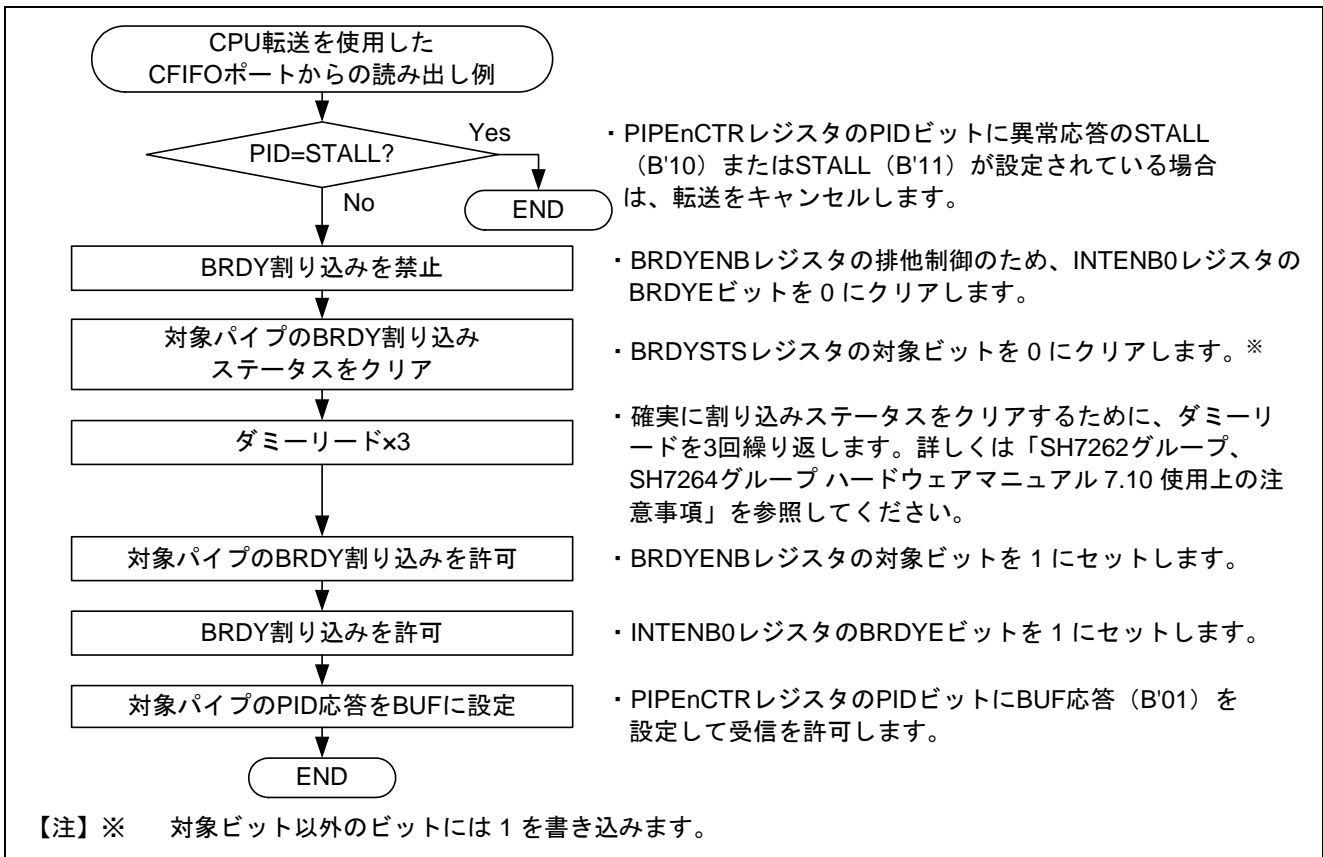 CPU転送を使用した
CFIFOポートからの読み出し例
PID=STALL?
Yes
No
END
・PIPEnCTRレジスタのPIDビットに異常応答のSTALL
（B'10）またはSTALL（B'11）が設定されている場合
は、転送をキャンセルします。
BRDY割り込みを禁止
・BRDYENBレジスタの排他制御のため、INTENB0レジスタの
BRDYEビットを 0 にクリアします。
対象パイプのBRDY割り込み
ステータスをクリア
・BRDYSTSレジスタの対象ビットを 0 にクリアします。※
ダミーリード×3
・確実に割り込みステータスをクリアするために、ダミーリ
ードを3回繰り返します。詳しくは「SH7262グループ、
SH7264グループ ハードウェアマニュアル 7.10 使用上の注
意事項」を参照してください。
対象パイプのBRDY割り込みを許可
・BRDYENBレジスタの対象ビットを 1 にセットします。
BRDY割り込みを許可
・INTENB0レジスタのBRDYEビットを 1 にセットします。
対象パイプのPID応答をBUFに設定
・PIPEnCTRレジスタのPIDビットにBUF応答（B'01）を
設定して受信を許可します。
END
【注】※ 対象ビット以外のビットには 1 を書き込みます。